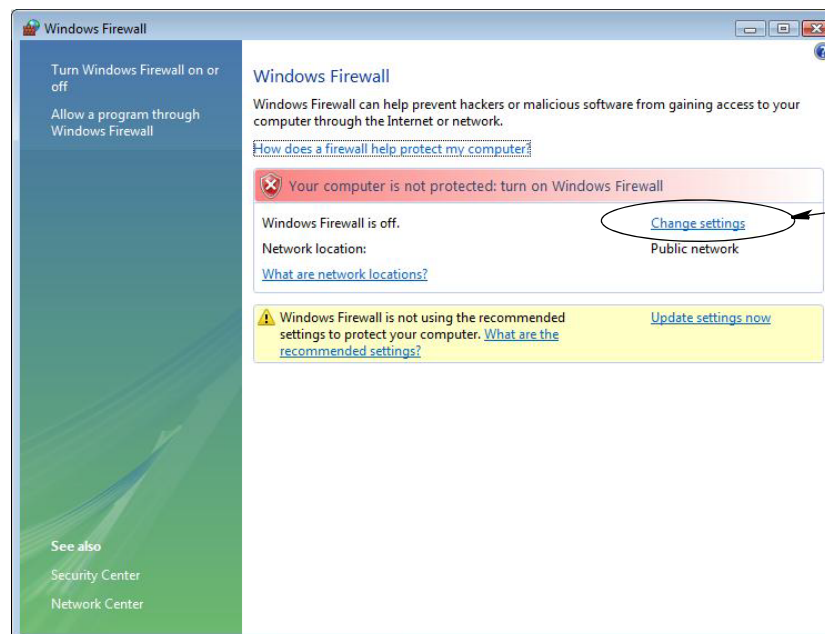 Windows Firewall
Turn Windows Firewall on or
off
Allow a program through
Windows Firewall
Windows Firewall
Windows Firewall can help prevent hackers or malicious software from gaining access to your
computer through the Internet or network.
How does a firewall help protect my computer?
Your computer is not protected: turn on Windows Firewall
Windows Firewall is off.
Change settings
Network location:
Public network
What are network locations?
Windows Firewall is not using the recommended
settings to protect your computer. What are the
recommended settings?
Update settings now
See also
Security Center
Network Center